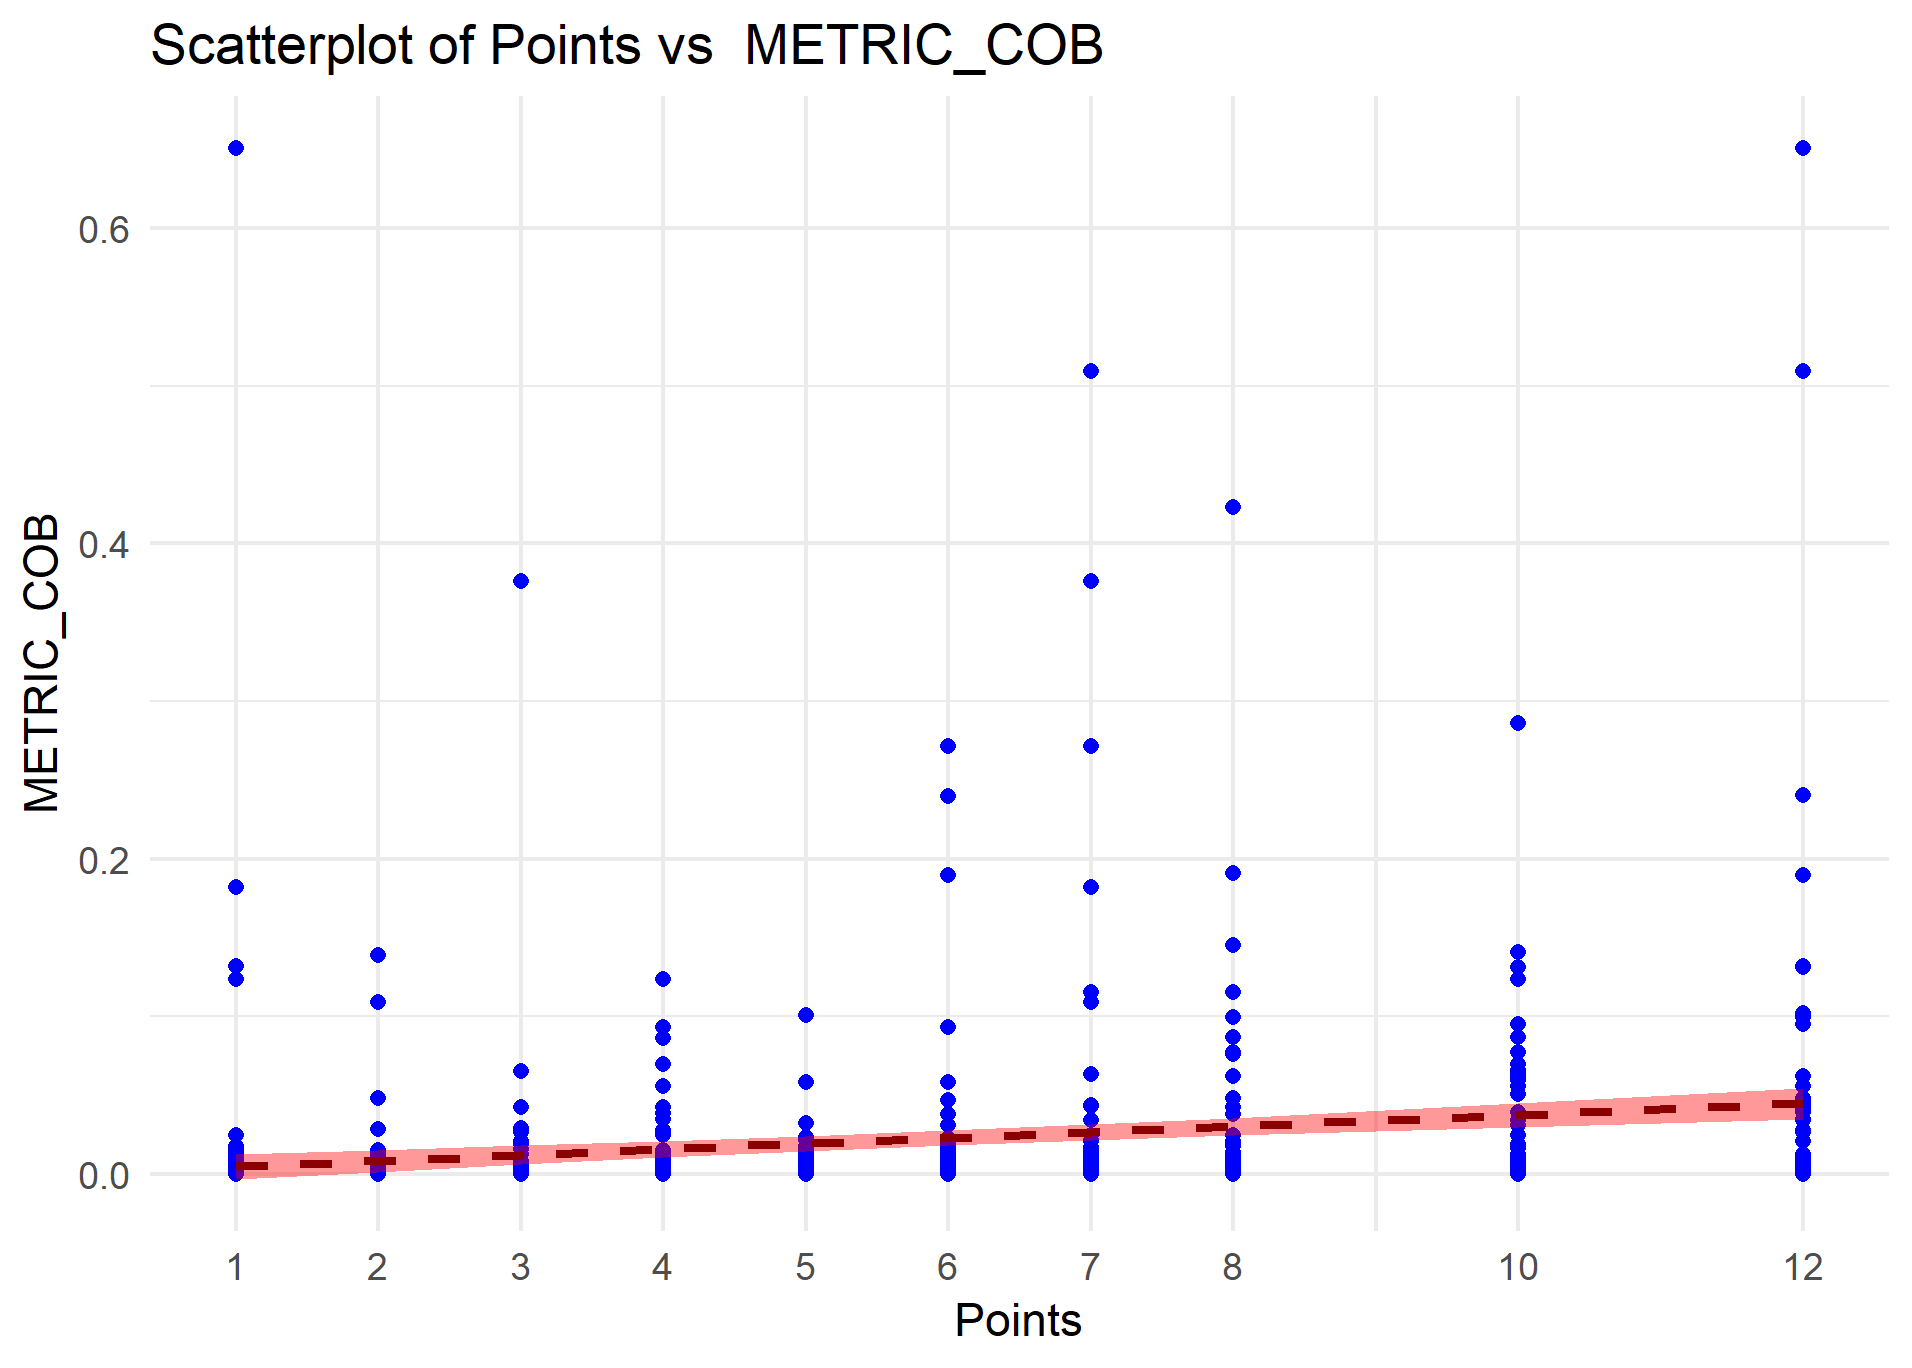 Scatterplot of Points vs  METRIC_COB
METRIC_COB
0.6
0.4
0.2
0.0
1 2 3 4 5 6 7 8 10 12
Points